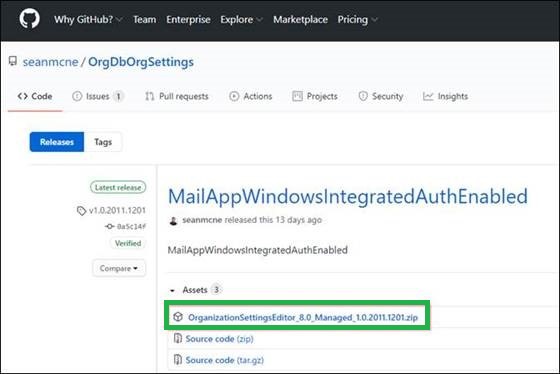 Why GitHub? Team Enterprise Explore Marketplace Pricing
seanmcne / OrgDbOrgSettings
Code Issues 1 Pull requests Actions Projects Security Insights
Releases Tags
Latest release
v1.0.2011.1201
0a5c14f
Verified
Compare
MailAppWindowsIntegratedAuthEnabled
seanmcne released this 13 days ago
MailAppWindowsIntegratedAuthEnabled
Assets 3
OrganizationSettingsEditor_8.0_Managed_1.0.2011.1201.zip
Source code (zip)
Source code (tar.gz)